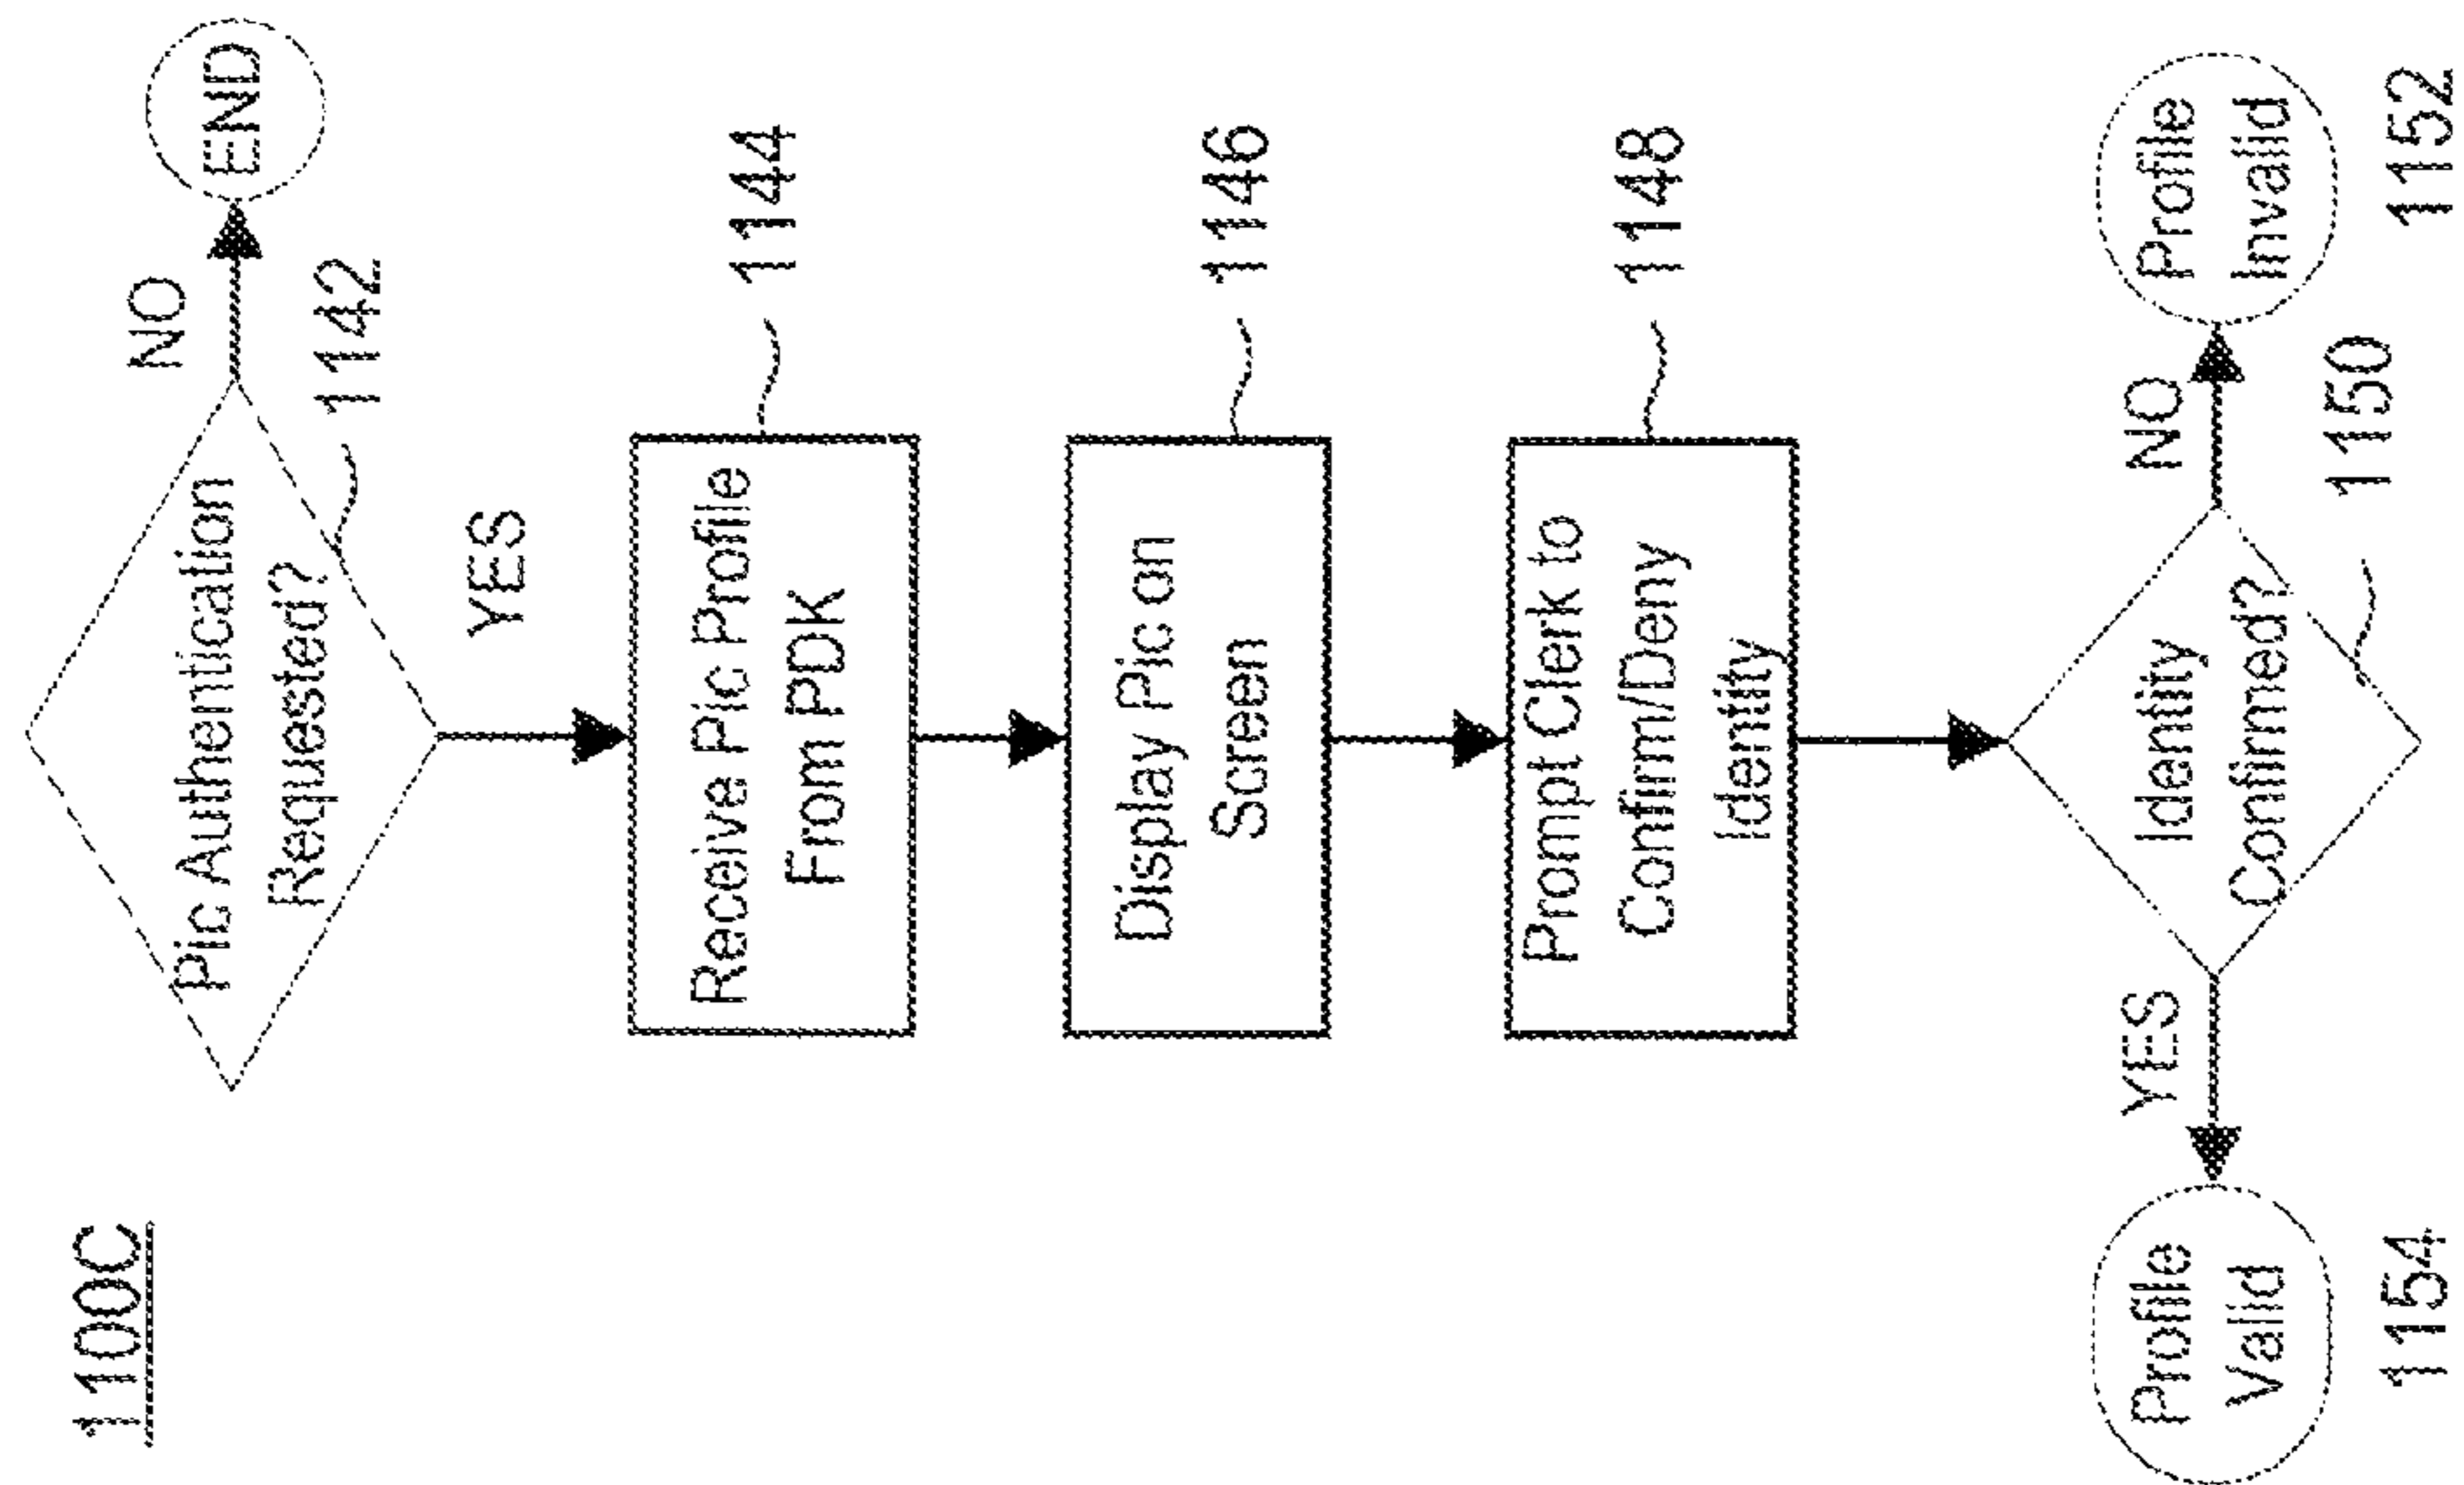 1100C
Pic Authentication
Requested?
1142
NO
END
YES
Receive Pic Profile
From PDK
1144
Display Pic on
Screen
1146
Prompt Clerk to
Confirm/Deny
Identity
1148
Identity
Confirmed?
1150
YES
Profile
Valid
1154
NO
Profile
Invalid
1152